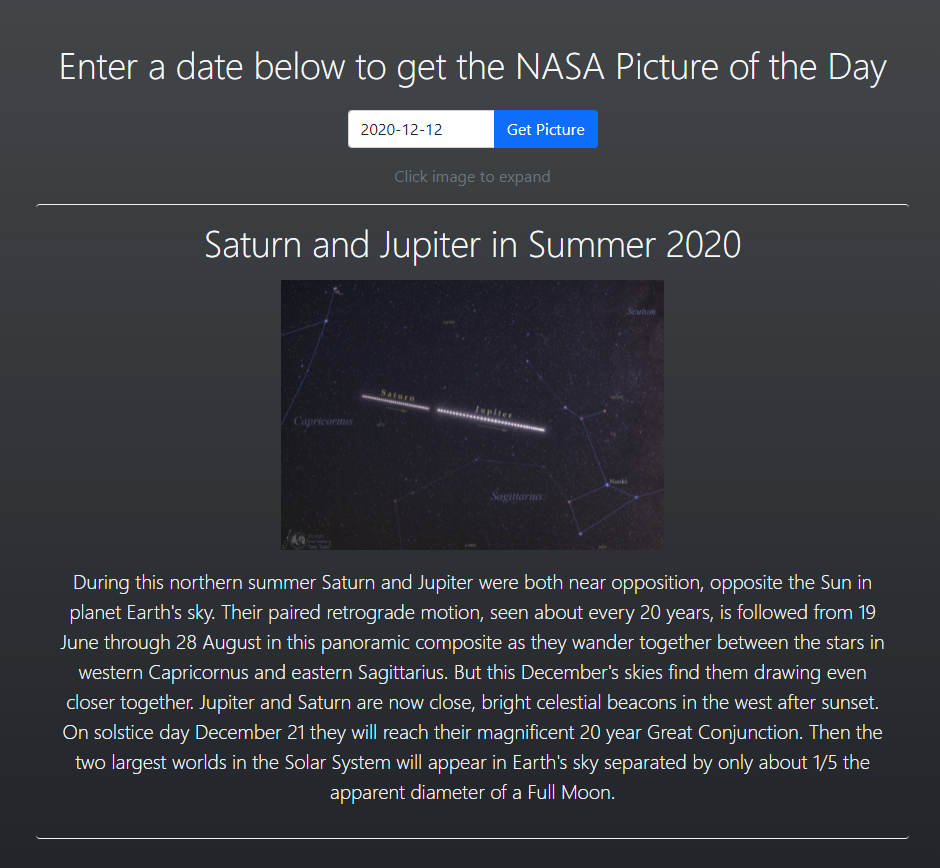 Enter a date below to get the NASA Picture of the Day
2020-12-12
Get Picture
Click image to expand
Saturn and Jupiter in Summer 2020
Scutum
Saturn
Jupiter
Capricornus
Nunki
Sagittarius
During this northern summer Saturn and Jupiter were both near opposition, opposite the Sun in
planet Earth's sky. Their paired retrograde motion, seen about every 20 years, is followed from 19
June through 28 August in this panoramic composite as they wander together between the stars in
western Capricornus and eastern Sagittarius. But this December's skies find them drawing even
closer together. Jupiter and Saturn are now close, bright celestial beacons in the west after sunset.
On solstice day December 21 they will reach their magnificent 20 year Great Conjunction. Then the
two largest worlds in the Solar System will appear in Earth's sky separated by only about 1/5 the
apparent diameter of a Full Moon.